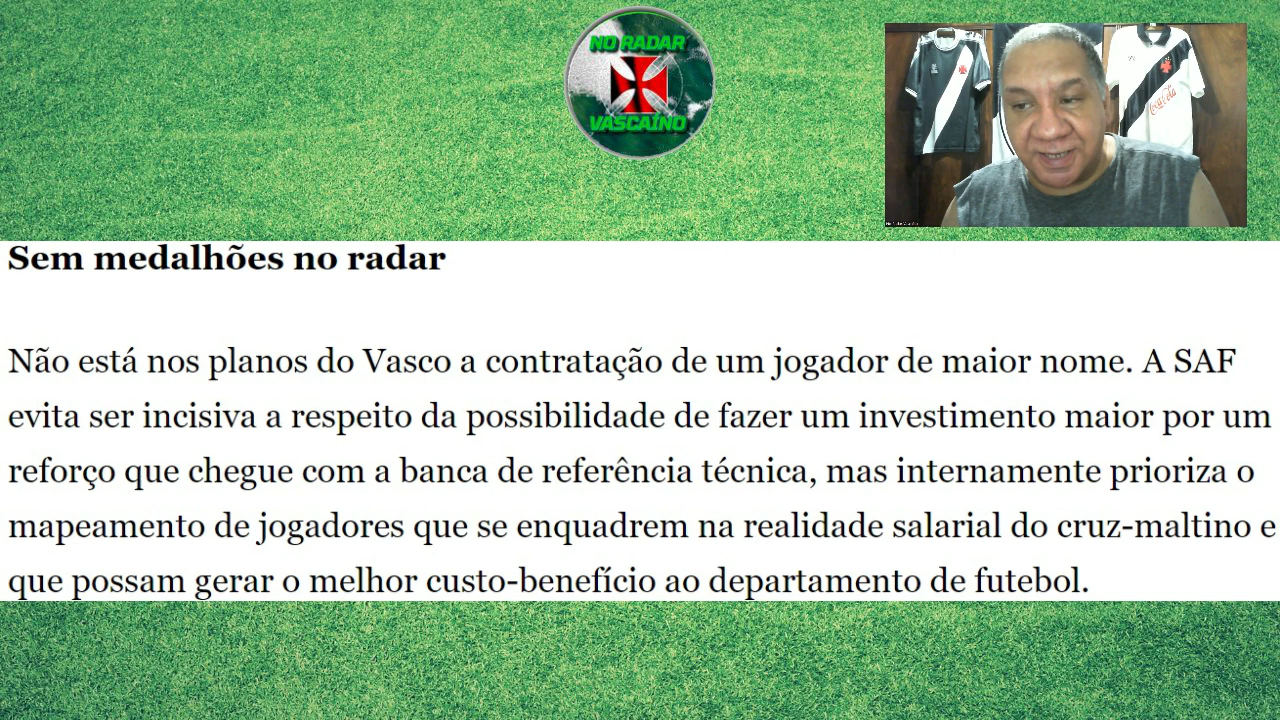 NO RADAR
VASCAÍNO
Coca-Cola
Sem medalhões no radar
Não está nos planos do Vasco a contratação de um jogador de maior nome. A SAF
evita ser incisiva a respeito da possibilidade de fazer um investimento maior por um
reforço que chegue com a banca de referência técnica, mas internamente prioriza o
mapeamento de jogadores que se enquadrem na realidade salarial do cruz-maltino e
que possam gerar o melhor custo-benefício ao departamento de futebol.